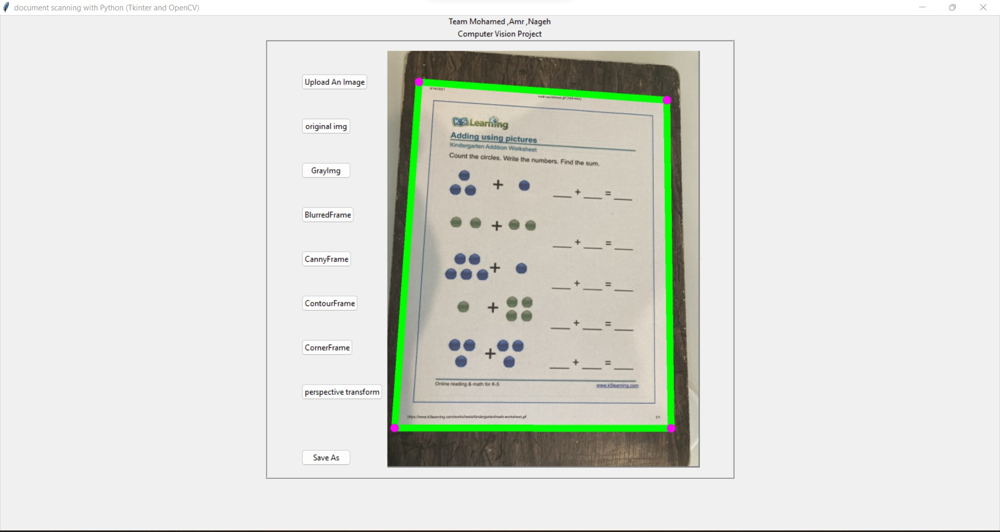 document scanning with Python (Tkinter and OpenCV)
Team Mohamed ,Amr ,Nageh
Computer Vision Project
Upload An Image
original img
GrayImg
BlurredFrame
CannyFrame
ContourFrame
CornerFrame
perspective transform
Save As
8/14/2021
math-worksheet.gif
K5 Learning
Adding using pictures
Kindergarten Addition Worksheet
Count the circles. Write the numbers. Find the sum.
+ ___ + ___ = ___
+ ___ + ___ = ___
+ ___ + ___ = ___
+ ___ + ___ = ___
+ ___ + ___ = ___
Online reading & math for K-5 www.k5learning.com
https://www.k5learning.com/worksheets/kindergarten/math-worksheet.gif 1/1